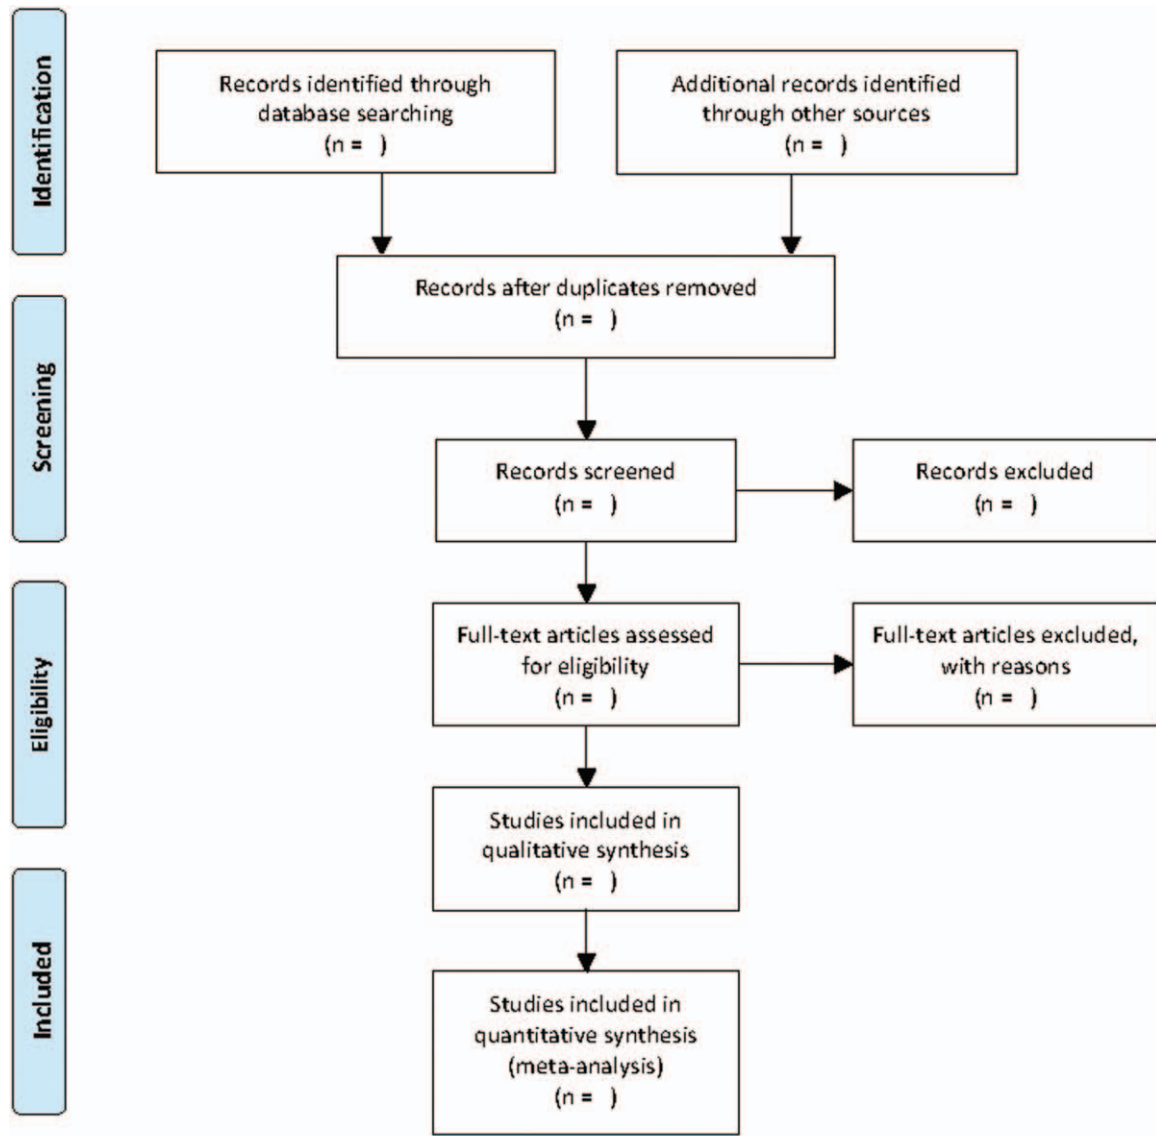 Identification
Records identified through
database searching
(n =  )
Additional records identified
through other sources
(n =  )
Records after duplicates removed
(n =  )
Screening
Records screened
(n =  )
Records excluded
(n =  )
Eligibility
Full-text articles assessed
for eligibility
(n =  )
Full-text articles excluded,
with reasons
(n =  )
Studies included in
qualitative synthesis
(n =  )
Included
Studies included in
quantitative synthesis
(meta-analysis)
(n =  )